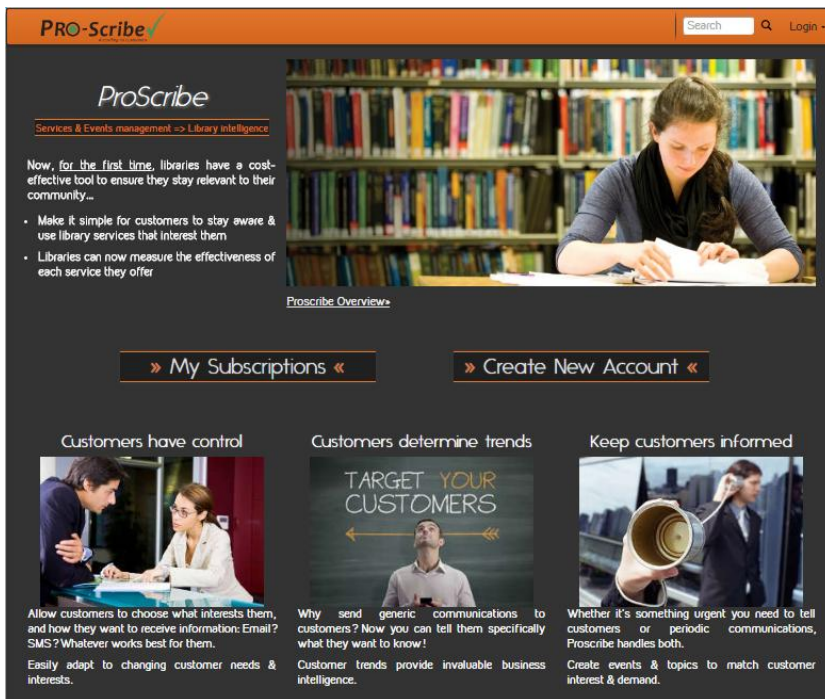 PRO-Scribe
Search
Login
ProScribe
Services & Events management => Library intelligence
Now, for the first time, libraries have a cost-
effective tool to ensure they stay relevant to their
community...
• Make it simple for customers to stay aware &
use library services that interest them
• Libraries can now measure the effectiveness of
each service they offer
Proscribe Overview»
» My Subscriptions «
» Create New Account «
Customers have control
TARGET YOUR
CUSTOMERS
Allow customers to choose what interests them,
and how they want to receive information: Email?
SMS? Whatever works best for them.
Easily adapt to changing customer needs &
interests.
Customers determine trends
Why send generic communications to
customers? Now you can tell them specifically
what they want to know!
Customer trends provide invaluable business
intelligence.
Keep customers informed
Whether it's something urgent you need to tell
customers or periodic communications,
Proscribe handles both.
Create events & topics to match customer
interest & demand.